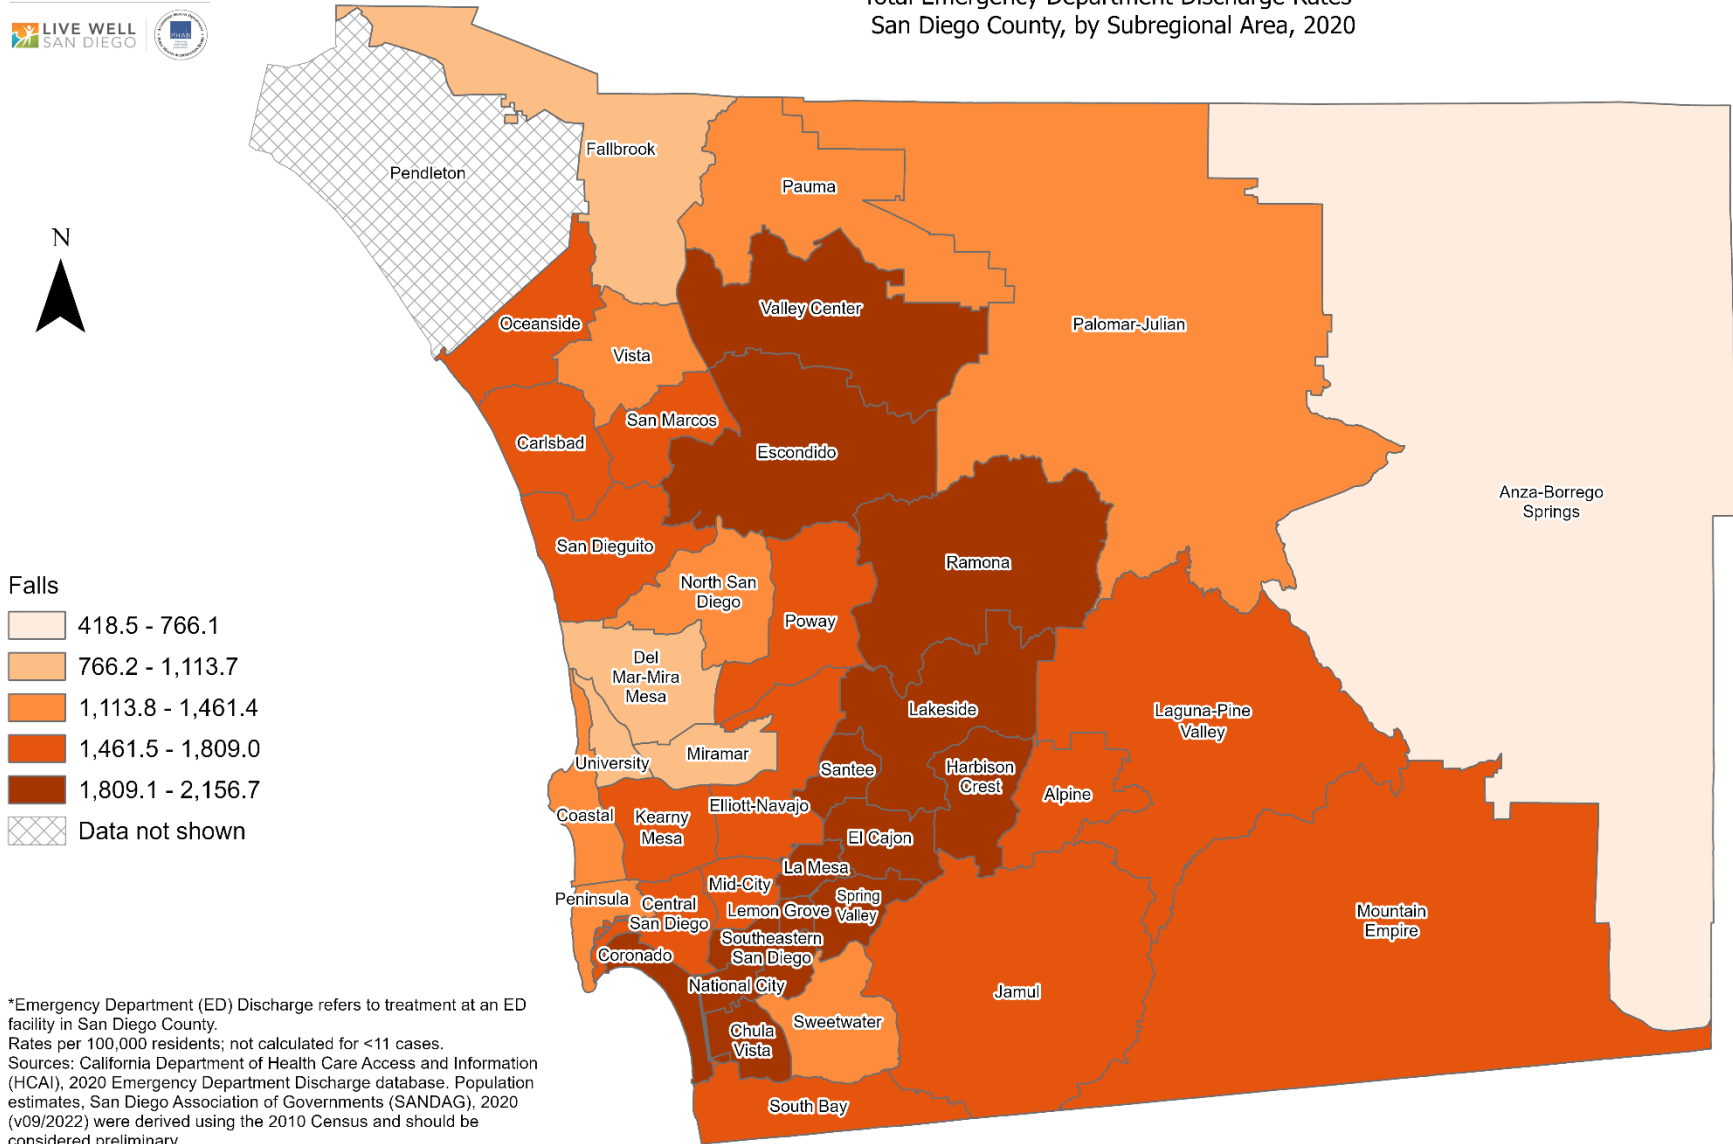 Total Emergency Department Discharge Rates
San Diego County, by Subregional Area, 2020
LIVE WELL
SAN DIEGO
PHAB
N
Pendleton
Fallbrook
Pauma
Oceanside
Vista
Valley Center
Palomar-Julian
San Marcos
Carlsbad
Escondido
Anza-Borrego
Springs
San Dieguito
North San
Diego
Poway
Ramona
Del
Mar-Mira
Mesa
Lakeside
Laguna-Pine
Valley
University
Miramar
Santee
Harbison
Crest
Alpine
Coastal
Kearny
Mesa
Elliott-Navajo
El Cajon
La Mesa
Mid-City
Peninsula
Central
San Diego
Lemon Grove
Spring
Valley
Mountain
Empire
Southeastern
San Diego
Coronado
National City
Jamul
Sweetwater
Chula
Vista
South Bay
Falls
418.5 - 766.1
766.2 - 1,113.7
1,113.8 - 1,461.4
1,461.5 - 1,809.0
1,809.1 - 2,156.7
Data not shown
*Emergency Department (ED) Discharge refers to treatment at an ED
facility in San Diego County.
Rates per 100,000 residents; not calculated for <11 cases.
Sources: California Department of Health Care Access and Information
(HCAI), 2020 Emergency Department Discharge database. Population
estimates, San Diego Association of Governments (SANDAG), 2020
(v09/2022) were derived using the 2010 Census and should be
considered preliminary.